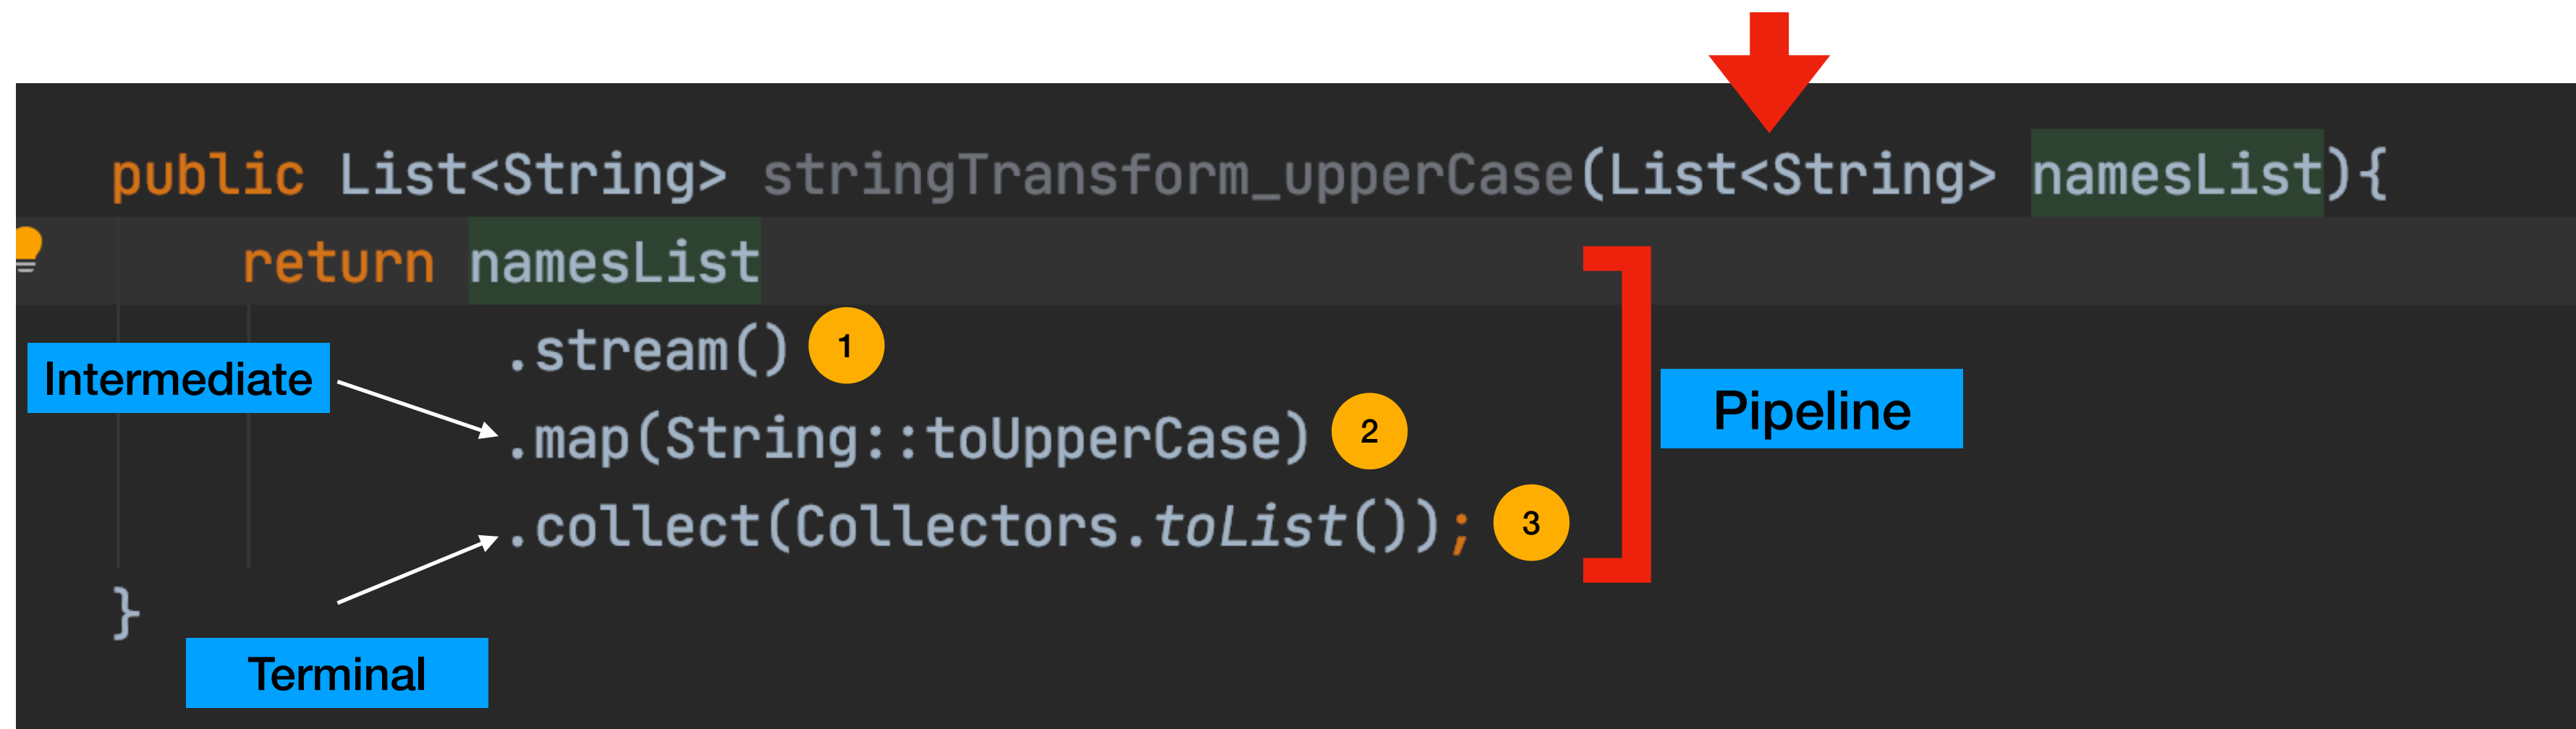 public List<String> stringTransform_upperCase(List<String> namesList){
return namesList
.stream() 1
Intermediate
.map(String::toUpperCase) 2
Pipeline
.collect(Collectors.toList()); 3
}
Terminal